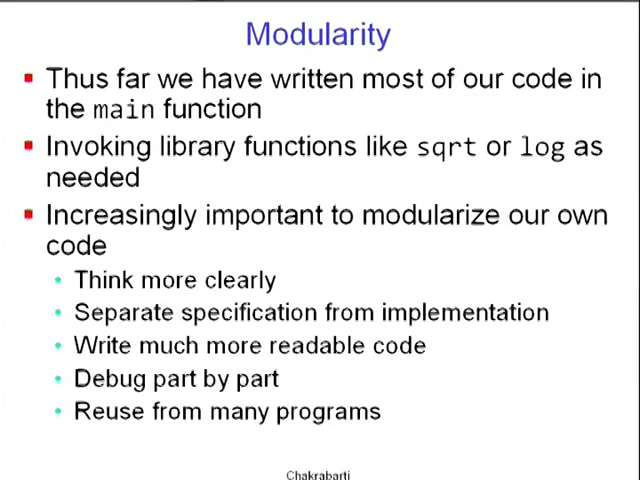 Modularity
▪ Thus far we have written most of our code in
the main function
▪ Invoking library functions like sqrt or log as
needed
▪ Increasingly important to modularize our own
code
• Think more clearly
• Separate specification from implementation
• Write much more readable code
• Debug part by part
• Reuse from many programs
Chakrabarti